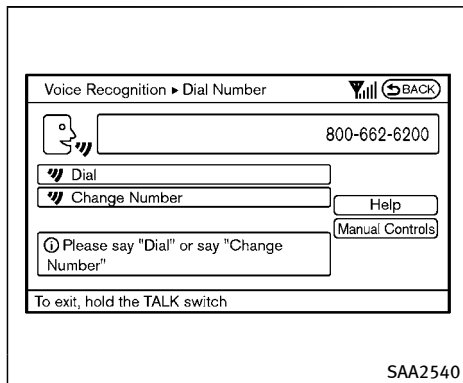 Voice Recognition ▸ Dial Number
BACK
800-662-6200
Dial
Change Number
Help
Manual Controls
Please say "Dial" or say "Change
Number"
To exit, hold the TALK switch
SAA2540